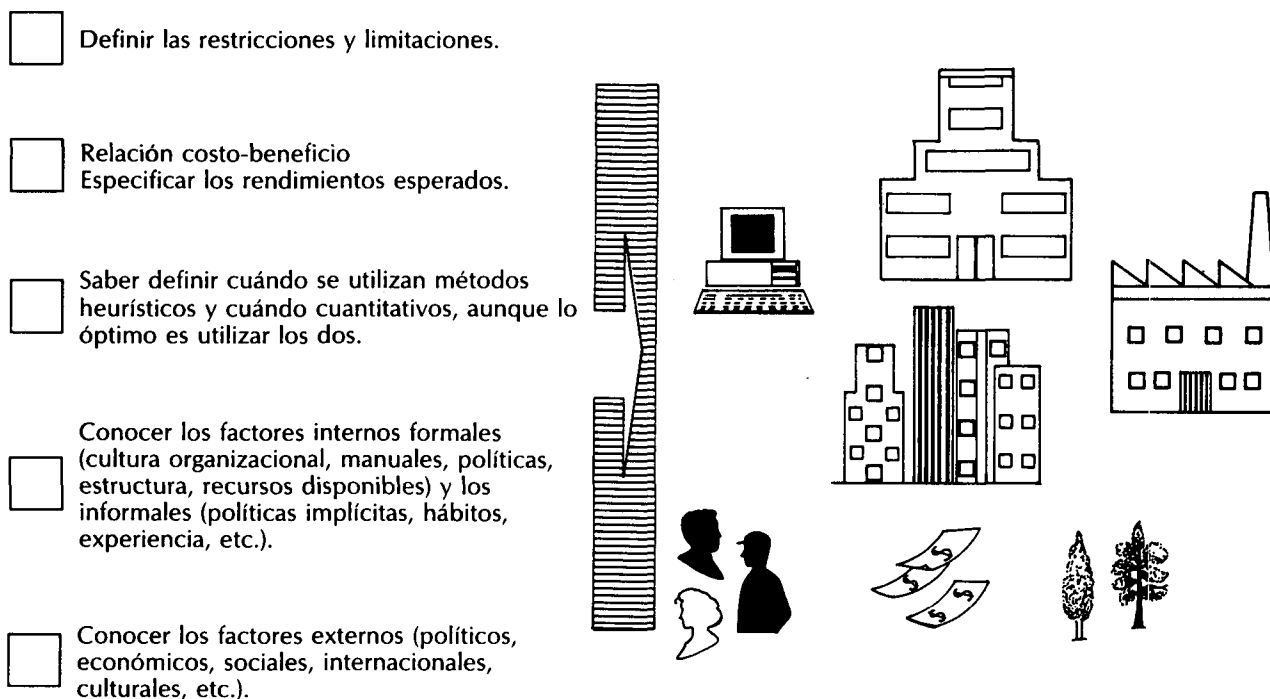 Definir las restricciones y limitaciones.
Relación costo-beneficio
Especificar los rendimientos esperados.
Saber definir cuándo se utilizan métodos
heurísticos y cuándo cuantitativos, aunque lo
óptimo es utilizar los dos.
Conocer los factores internos formales
(cultura organizacional, manuales, políticas,
estructura, recursos disponibles) y los
informales (políticas implícitas, hábitos,
experiencia, etc.).
Conocer los factores externos (políticos,
económicos, sociales, internacionales,
culturales, etc.).
$
$
$